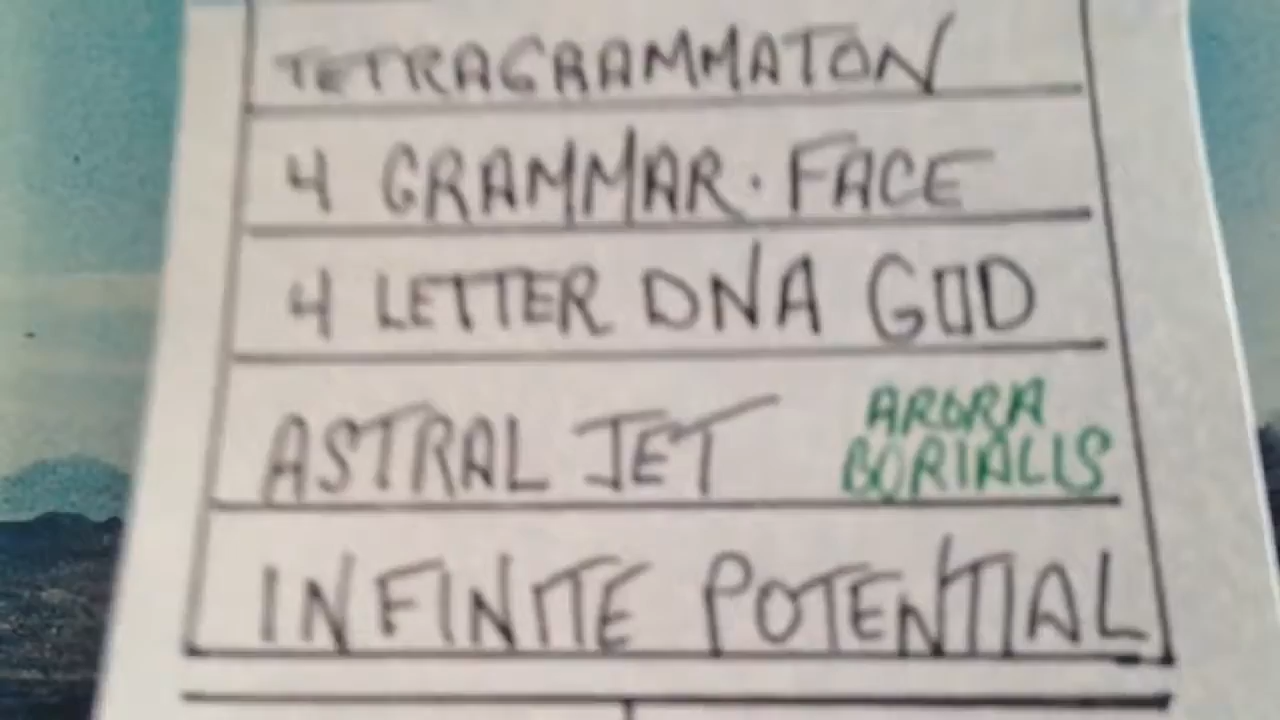 TETRAGRAMMATON
4 GRAMMAR · FACE
4 LETTER DNA GOD
ASTRAL JET ARORA
BORIALIS
INFINITE POTENTIAL